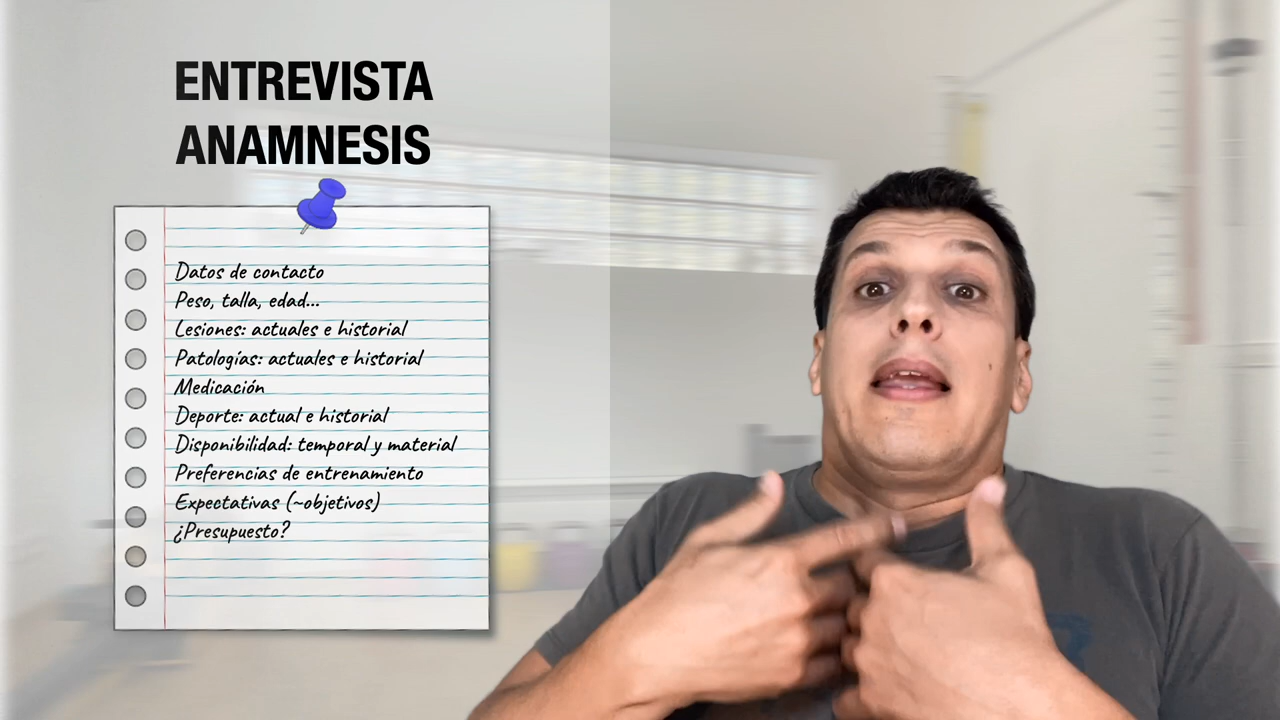 ENTREVISTA
ANAMNESIS
Datos de contacto
Peso, talla, edad...
Lesiones: actuales e historial
Patologías: actuales e historial
Medicación
Deporte: actual e historial
Disponibilidad: temporal y material
Preferencias de entrenamiento
Expectativas (~objetivos)
¿Presupuesto?